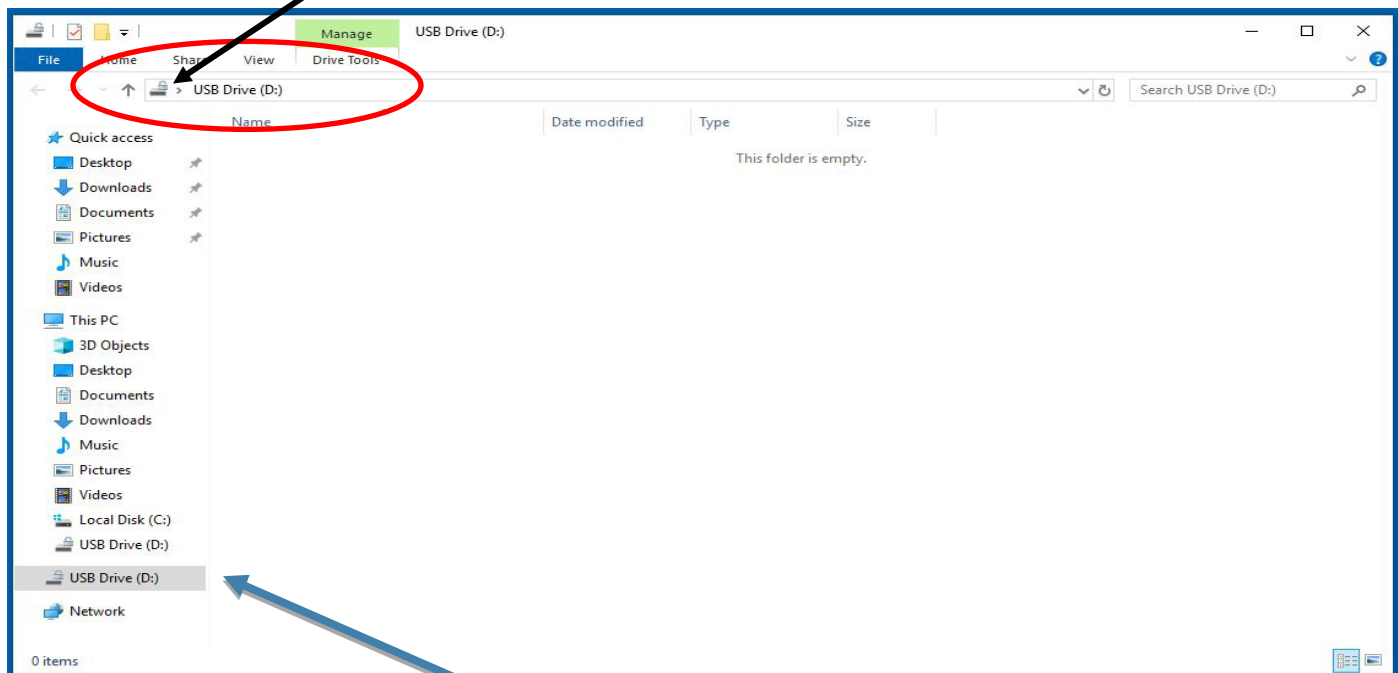 Manage USB Drive (D:)
File Home Share View Drive Tools
USB Drive (D:) Search USB Drive (D:)
Name Date modified Type Size
This folder is empty.
Quick access
Desktop
Downloads
Documents
Pictures
Music
Videos
This PC
3D Objects
Desktop
Documents
Downloads
Music
Pictures
Videos
Local Disk (C:)
USB Drive (D:)
USB Drive (D:)
Network
0 items